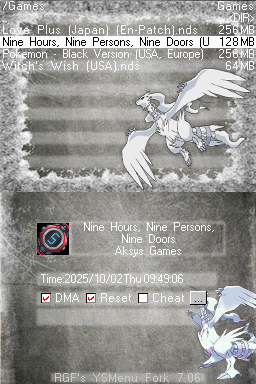 /Games Games
<DIR>
Love Plus (Japan) (En-Patch).nds 256MB
Nine Hours, Nine Persons, Nine Doors (U 128MB
Pokemon - Black Version (USA, Europe) 256MB
Witch's Wish (USA).nds 64MB
Nine Hours, Nine Persons,
Nine Doors
Aksys Games
Time:2025/10/02Thu 09:49:06
DMA Reset Cheat ...
RGF's YSMenu Fork 7.06